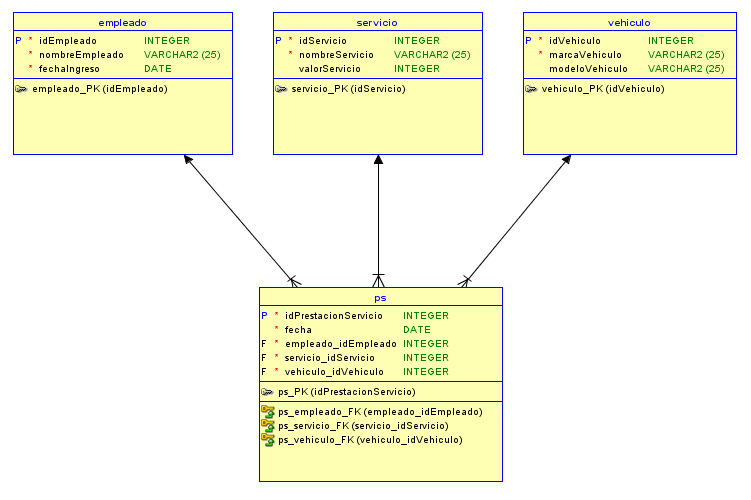 empleado
P * idEmpleado INTEGER
* nombreEmpleado VARCHAR2 (25)
* fechaIngreso DATE
empleado_PK (idEmpleado)
servicio
P * idServicio INTEGER
* nombreServicio VARCHAR2 (25)
valorServicio INTEGER
servicio_PK (idServicio)
vehiculo
P * idVehiculo INTEGER
* marcaVehiculo VARCHAR2 (25)
modeloVehiculo VARCHAR2 (25)
vehiculo_PK (idVehiculo)
ps
P * idPrestacionServicio INTEGER
* fecha DATE
F * empleado_idEmpleado INTEGER
F * servicio_idServicio INTEGER
F * vehiculo_idVehiculo INTEGER
ps_PK (idPrestacionServicio)
ps_empleado_FK (empleado_idEmpleado)
ps_servicio_FK (servicio_idServicio)
ps_vehiculo_FK (vehiculo_idVehiculo)